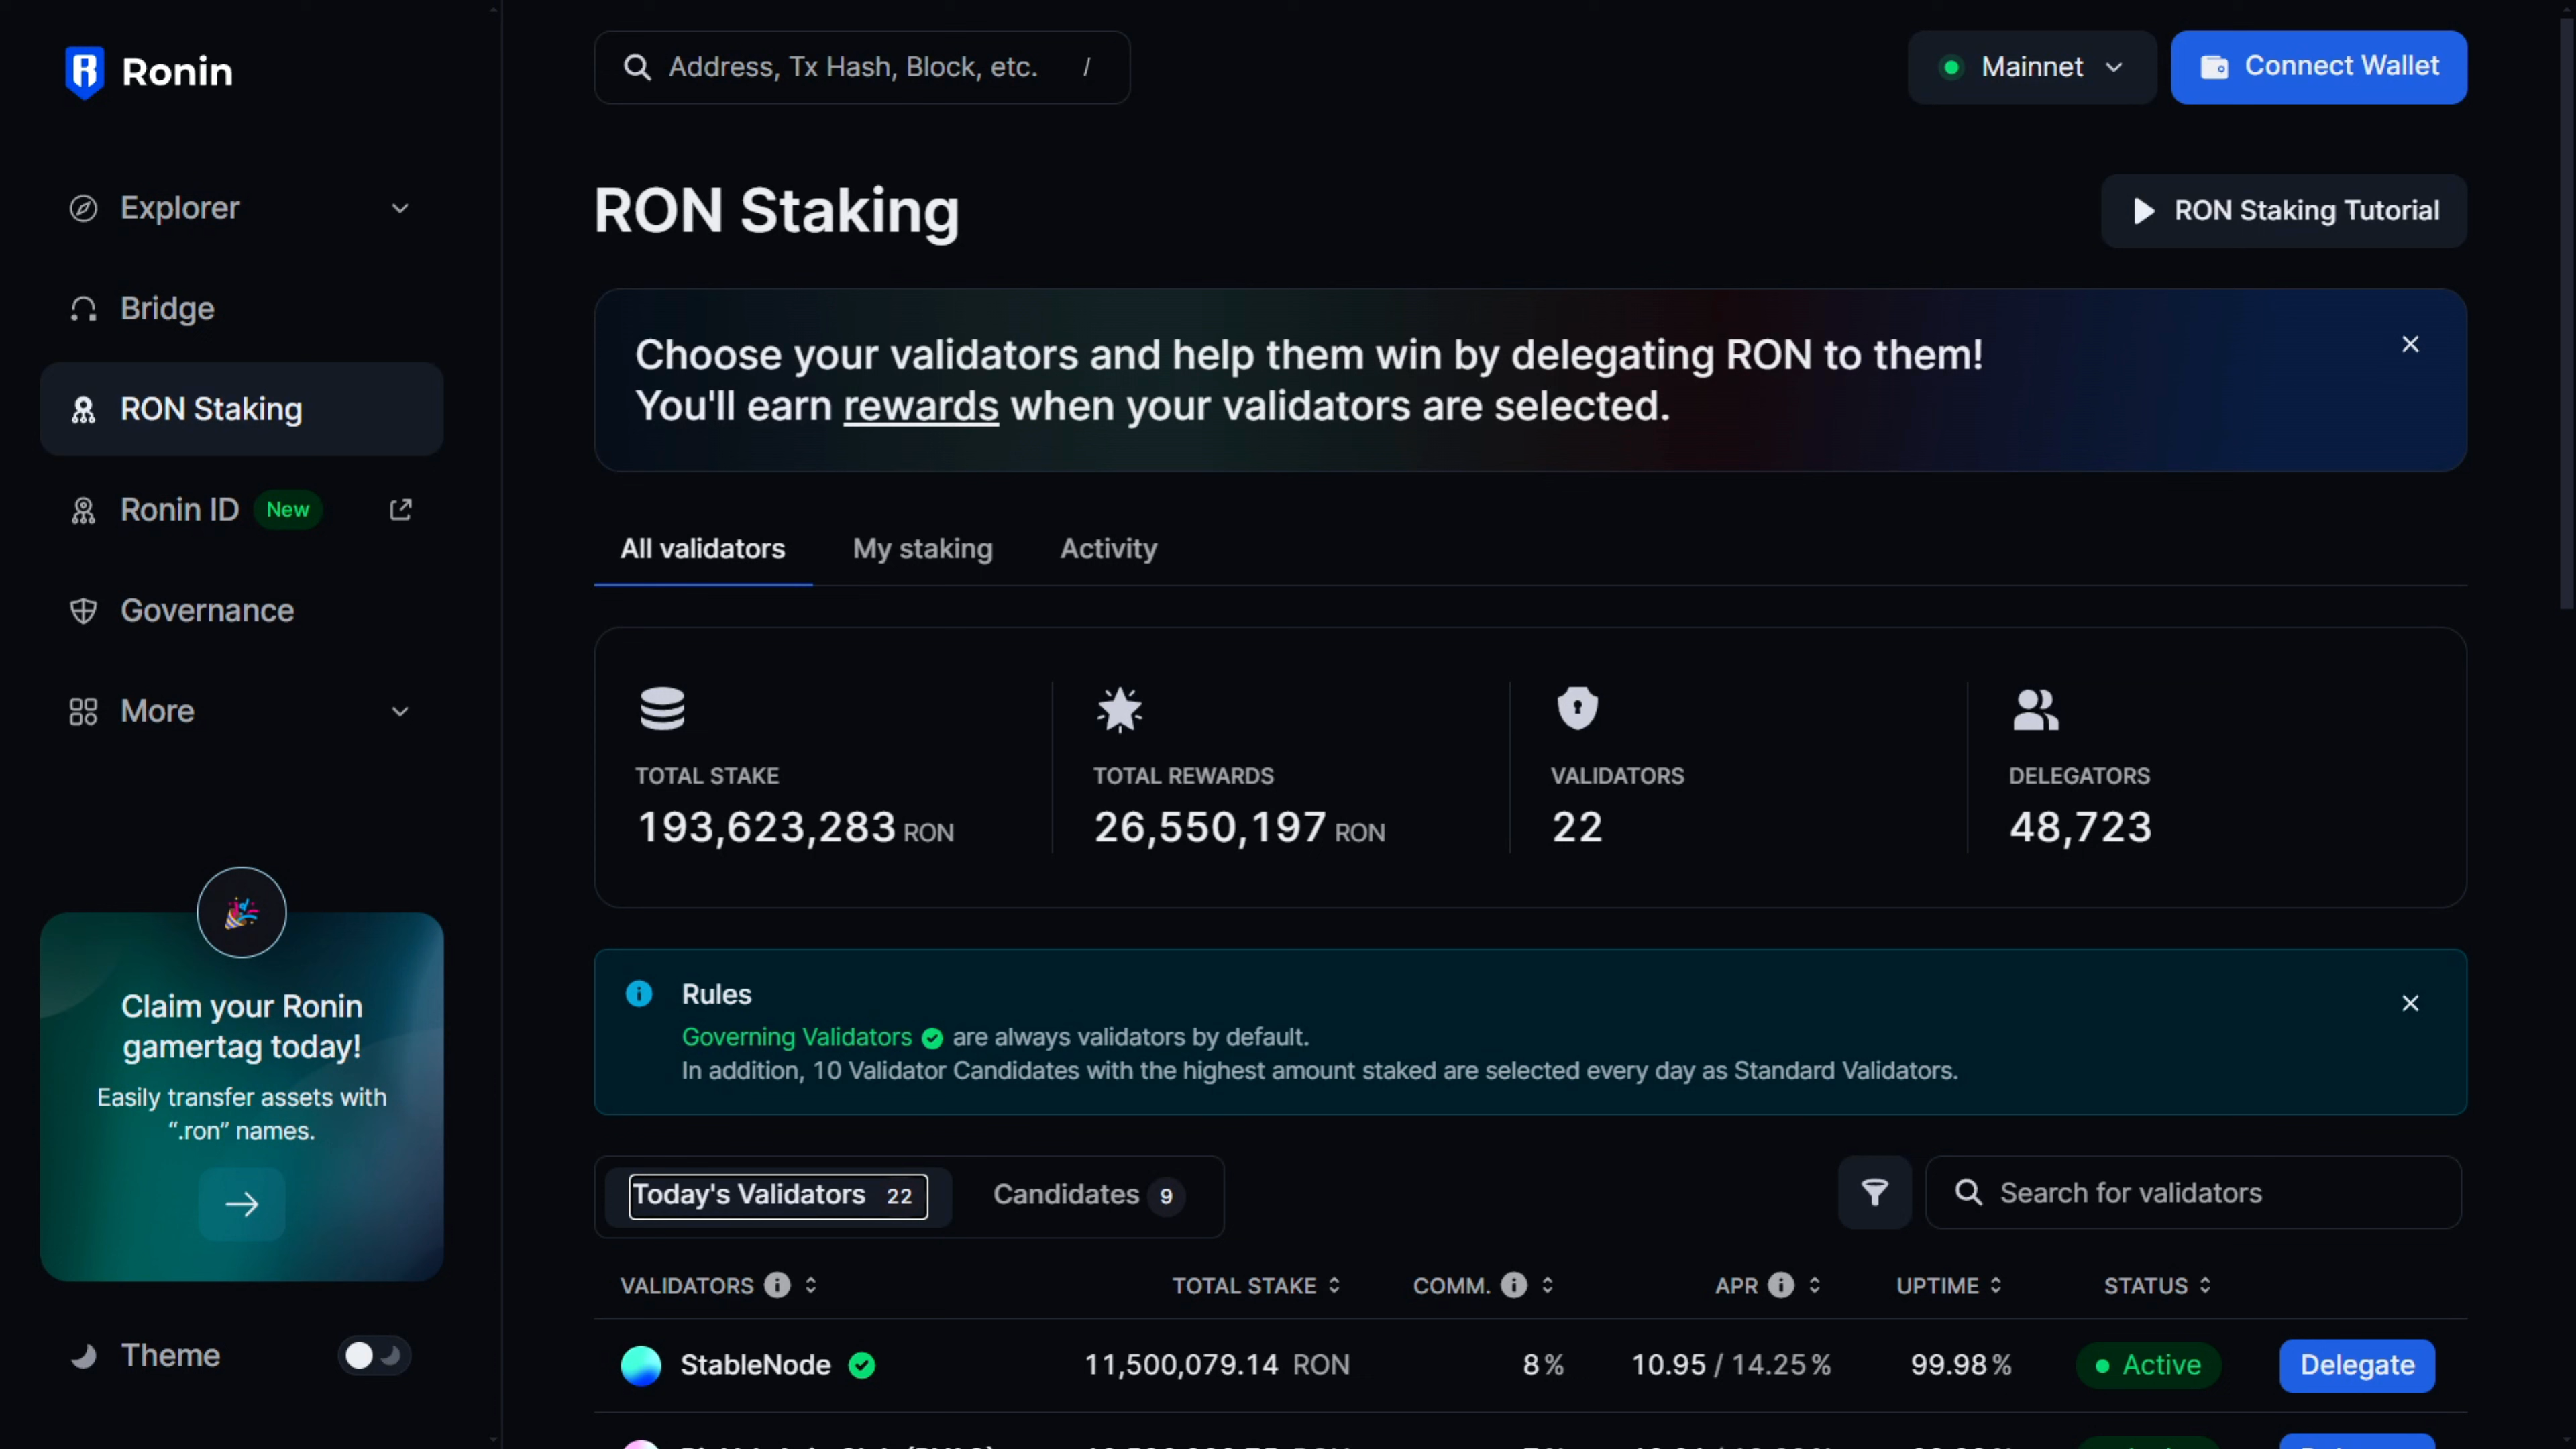 Ronin
Address, Tx Hash, Block, etc. /
Mainnet
Connect Wallet
Explorer
Bridge
RON Staking
Ronin ID New
Governance
More
Claim your Ronin
gamertag today!
Easily transfer assets with
“.ron” names.
Theme
RON Staking
RON Staking Tutorial
Choose your validators and help them win by delegating RON to them!
You'll earn rewards when your validators are selected.
All validators My staking Activity
TOTAL STAKE
193,623,283 RON
TOTAL REWARDS
26,550,197 RON
VALIDATORS
22
DELEGATORS
48,723
Rules
Governing Validators are always validators by default.
In addition, 10 Validator Candidates with the highest amount staked are selected every day as Standard Validators.
Today's Validators 22 Candidates 9
Search for validators
VALIDATORS TOTAL STAKE COMM. APR UPTIME STATUS
StableNode 11,500,079.14 RON 8% 10.95 / 14.25% 99.98% Active Delegate